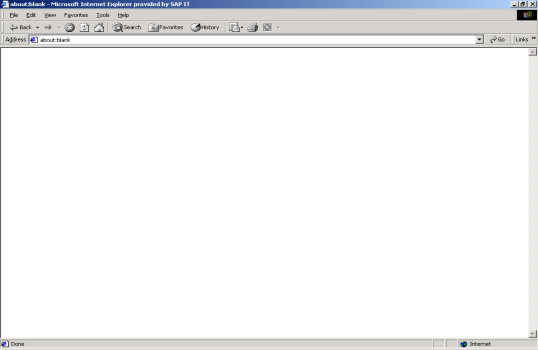 about:blank - Microsoft Internet Explorer provided by SAP IT
File Edit View Favorites Tools Help
Back Search Favorites History
Address about:blank Go Links »
Done Internet